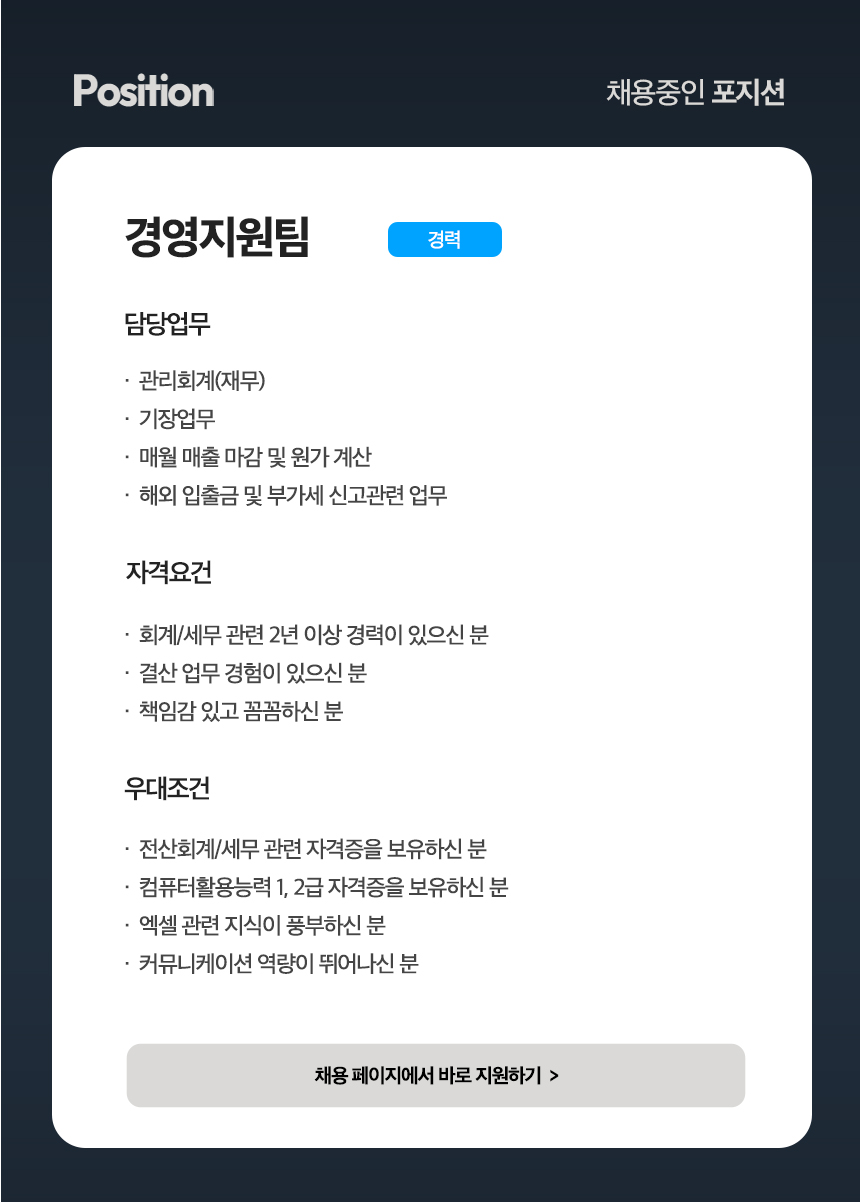 Position
채용중인 포지션
경영지원팀
경력
담당업무
· 관리회계(재무)
· 기장업무
· 매월 매출 마감 및 원가 계산
· 해외 입출금 및 부가세 신고관련 업무
자격요건
· 회계/세무 관련 2년 이상 경력이 있으신 분
· 결산 업무 경험이 있으신 분
· 책임감 있고 꼼꼼하신 분
우대조건
· 전산회계/세무 관련 자격증을 보유하신 분
· 컴퓨터활용능력 1, 2급 자격증을 보유하신 분
· 엑셀 관련 지식이 풍부하신 분
· 커뮤니케이션 역량이 뛰어나신 분
채용 페이지에서 바로 지원하기 >